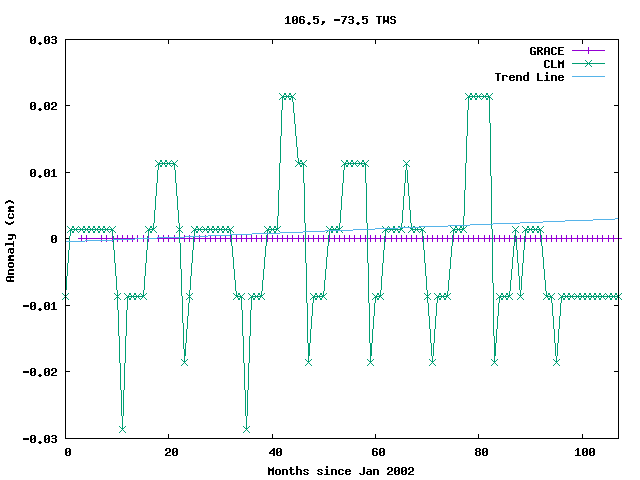 106.5, -73.5 TWS
0.03
0.02
0.01
0
-0.01
-0.02
-0.03
Anomaly (cm)
GRACE
CLM
Trend Line
0 20 40 60 80 100
Months since Jan 2002